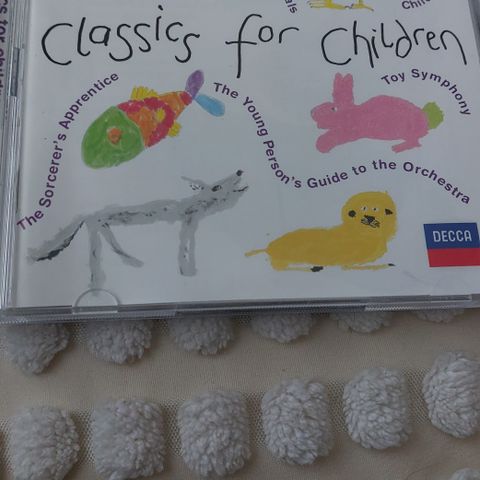 Classics for Children
The Sorcerer's Apprentice
The Young Person's Guide to the Orchestra
Toy Symphony
DECCA